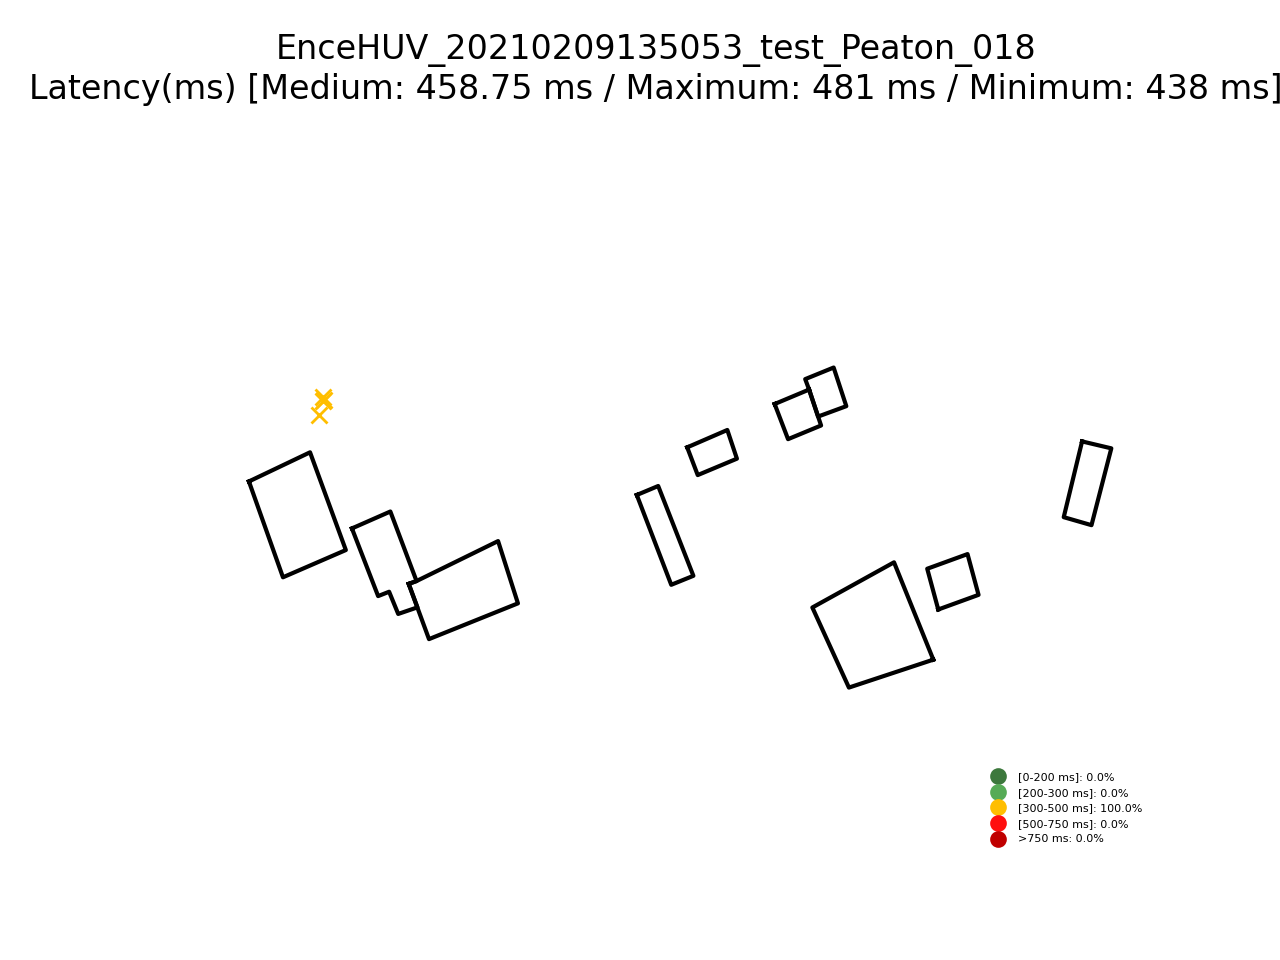 EnceHUV_20210209135053_test_Peaton_018
Latency(ms) [Medium: 458.75 ms / Maximum: 481 ms / Minimum: 438 ms]
[0-200 ms]: 0.0%
[200-300 ms]: 0.0%
[300-500 ms]: 100.0%
[500-750 ms]: 0.0%
>750 ms: 0.0%